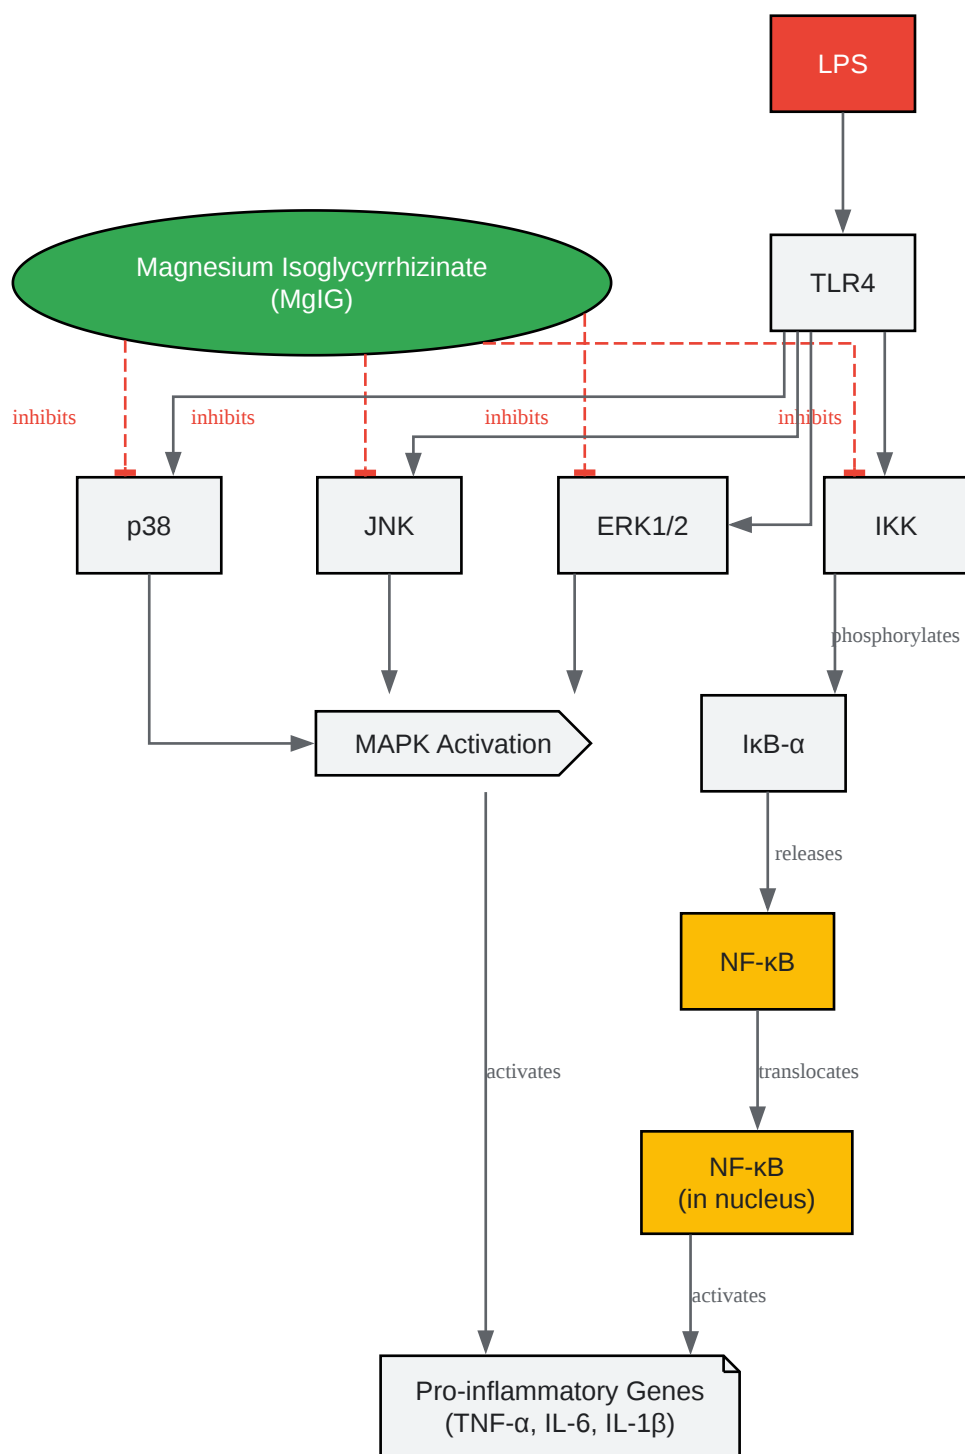 LPS
Magnesium Isoglycyrrhizinate
(MgIG)
TLR4
inhibits
inhibits
inhibits
inhibits
p38
JNK
ERK1/2
IKK
phosphorylates
MAPK Activation
IκB-α
releases
NF-κB
activates
translocates
NF-κB
(in nucleus)
activates
Pro-inflammatory Genes
(TNF-α, IL-6, IL-1β)